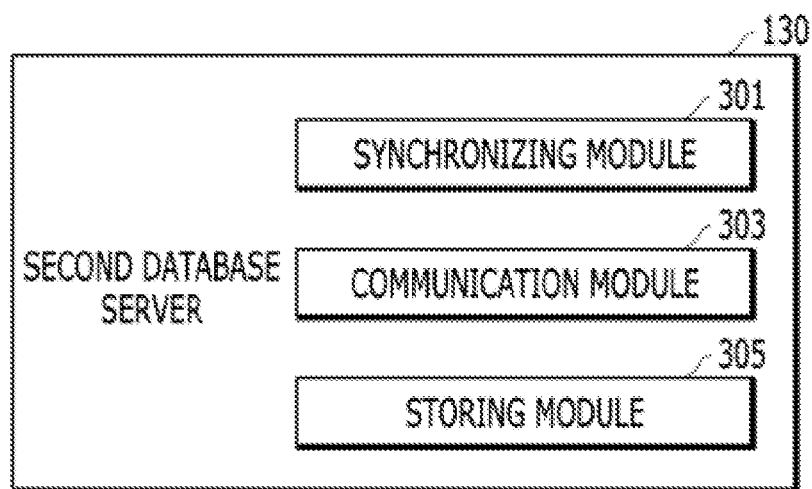 130
301
SYNCHRONIZING MODULE
303
SECOND DATABASE
SERVER
COMMUNICATION MODULE
305
STORING MODULE